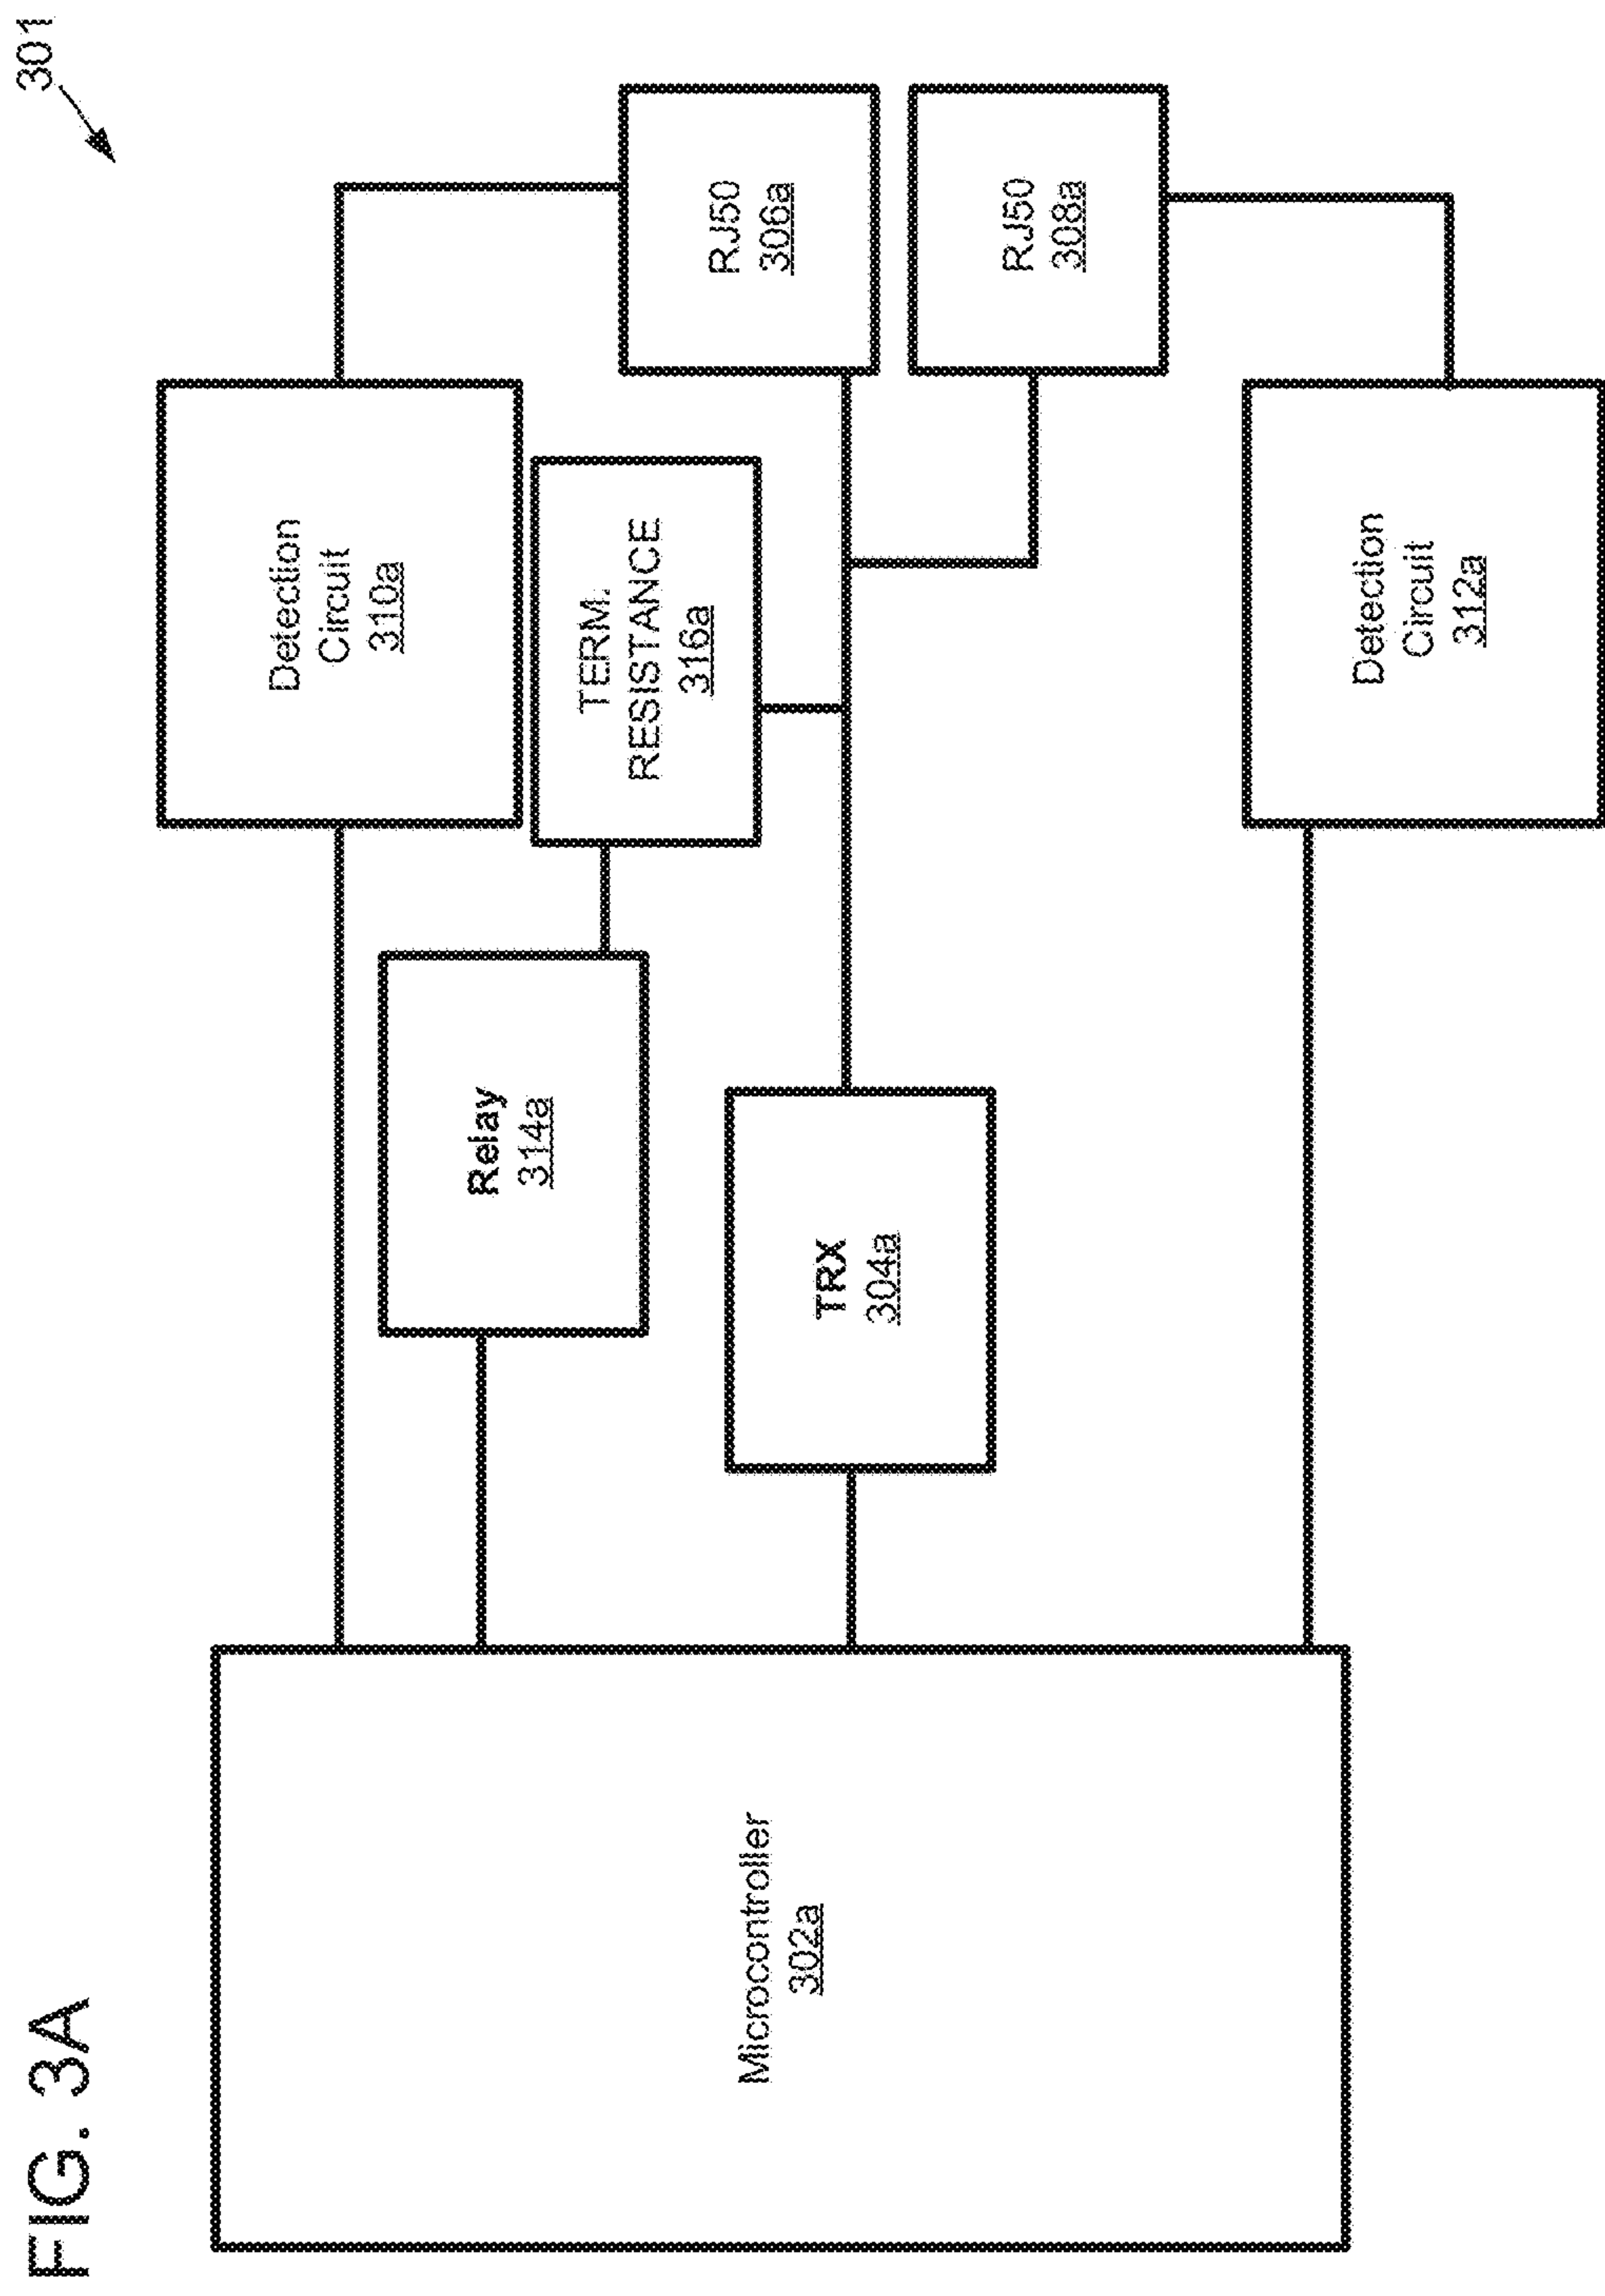 FIG. 3A
301
Microcontroller
302a
Relay
314a
TRX
304a
Detection
Circuit
310a
TERM.
RESISTANCE
316a
Detection
Circuit
312a
RJ50
306a
RJ50
308a